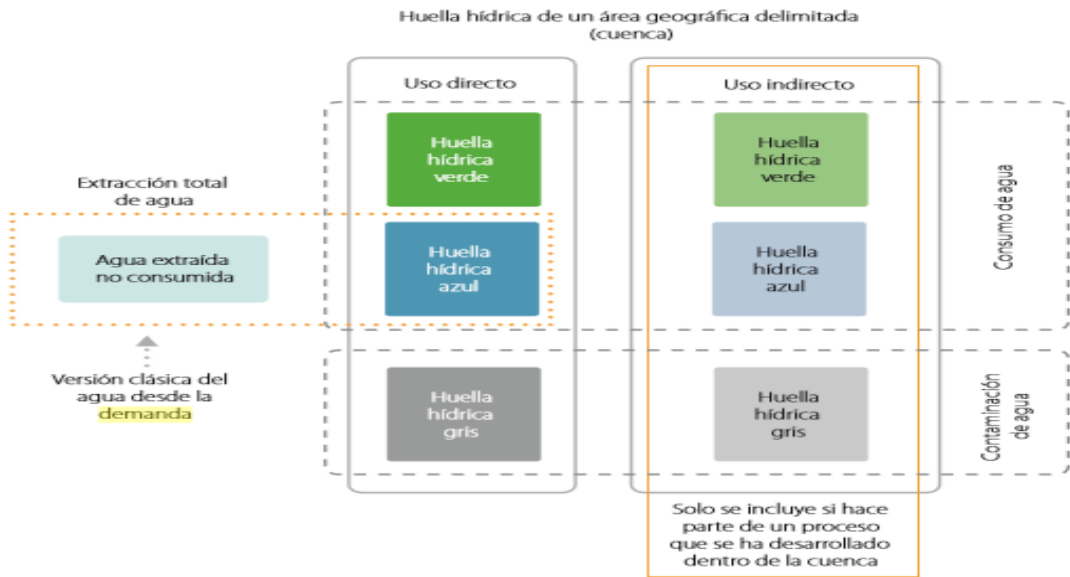 Huella hídrica de un área geográfica delimitada
(cuenca)
Uso directo
Uso indirecto
Huella
hídrica
verde
Huella
hídrica
verde
Consumo de agua
Extracción total
de agua
Agua extraída
no consumida
Huella
hídrica
azul
Huella
hídrica
azul
Versión clásica del
agua desde la
demanda
Huella
hídrica
gris
Huella
hídrica
gris
Contaminación
de agua
Solo se incluye si hace
parte de un proceso
que se ha desarrollado
dentro de la cuenca